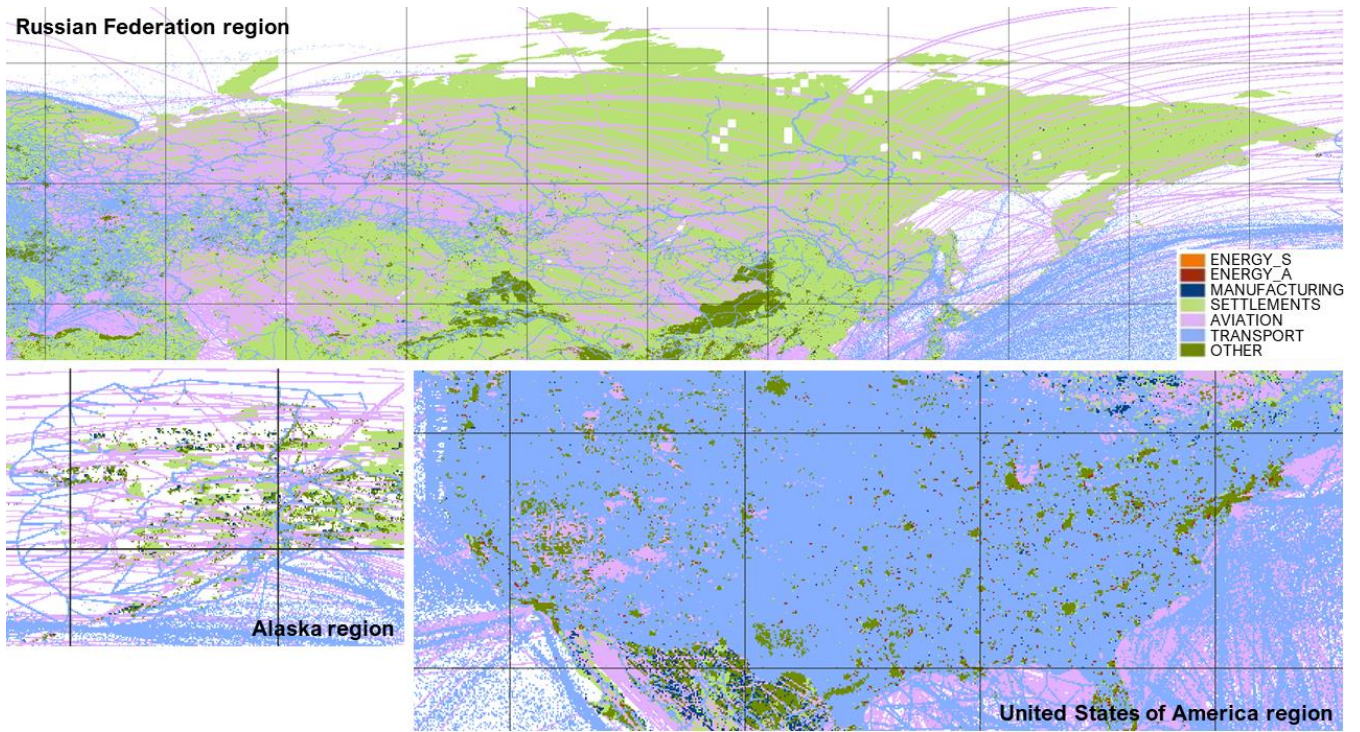 Russian Federation region
ENERGY_S
ENERGY_A
MANUFACTURING
SETTLEMENTS
AVIATION
TRANSPORT
OTHER
Alaska region
United States of America region